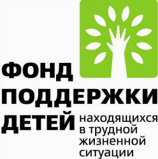 ФОНД
ПОДДЕРЖКИ
ДЕТЕЙ
НАХОДЯЩИХСЯ
В ТРУДНОЙ
ЖИЗНЕННОЙ
СИТУАЦИИ